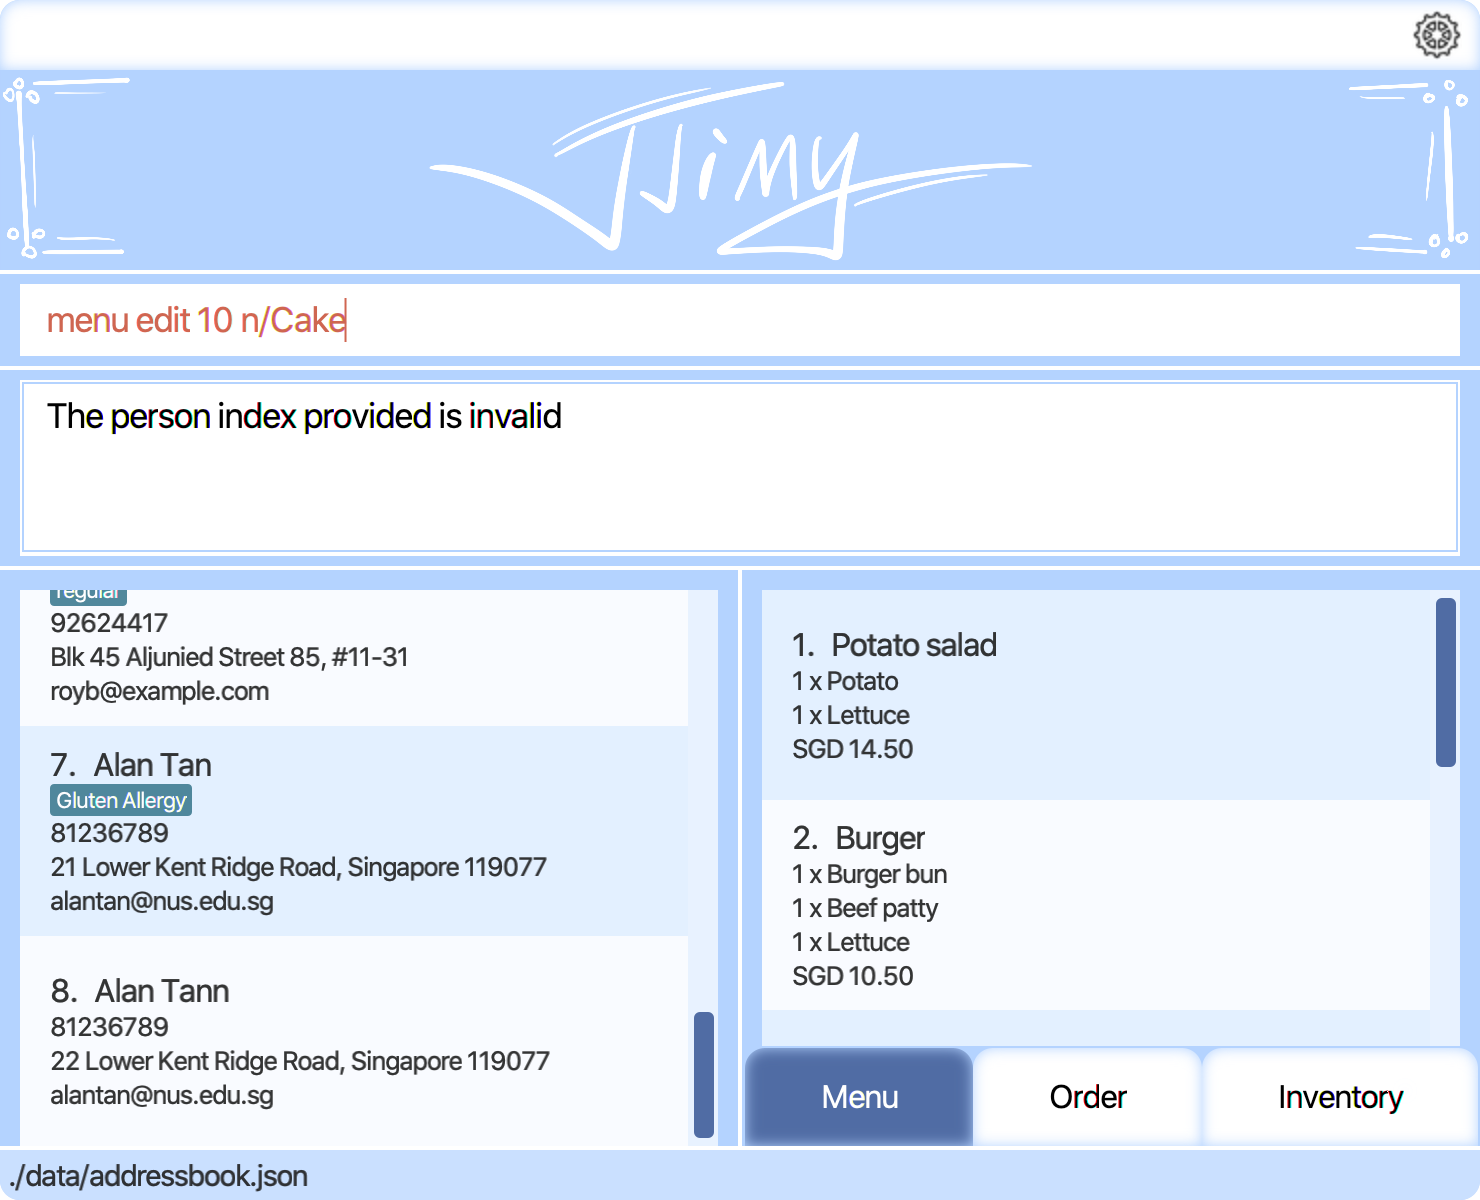 JJimy
menu edit 10 n/Cake
The person index provided is invalid
regular
92624417
Blk 45 Aljunied Street 85, #11-31
royb@example.com
7. Alan Tan
Gluten Allergy
81236789
21 Lower Kent Ridge Road, Singapore 119077
alantan@nus.edu.sg
8. Alan Tann
81236789
22 Lower Kent Ridge Road, Singapore 119077
alantan@nus.edu.sg
1. Potato salad
1 x Potato
1 x Lettuce
SGD 14.50
2. Burger
1 x Burger bun
1 x Beef patty
1 x Lettuce
SGD 10.50
Menu
Order
Inventory
./data/addressbook.json